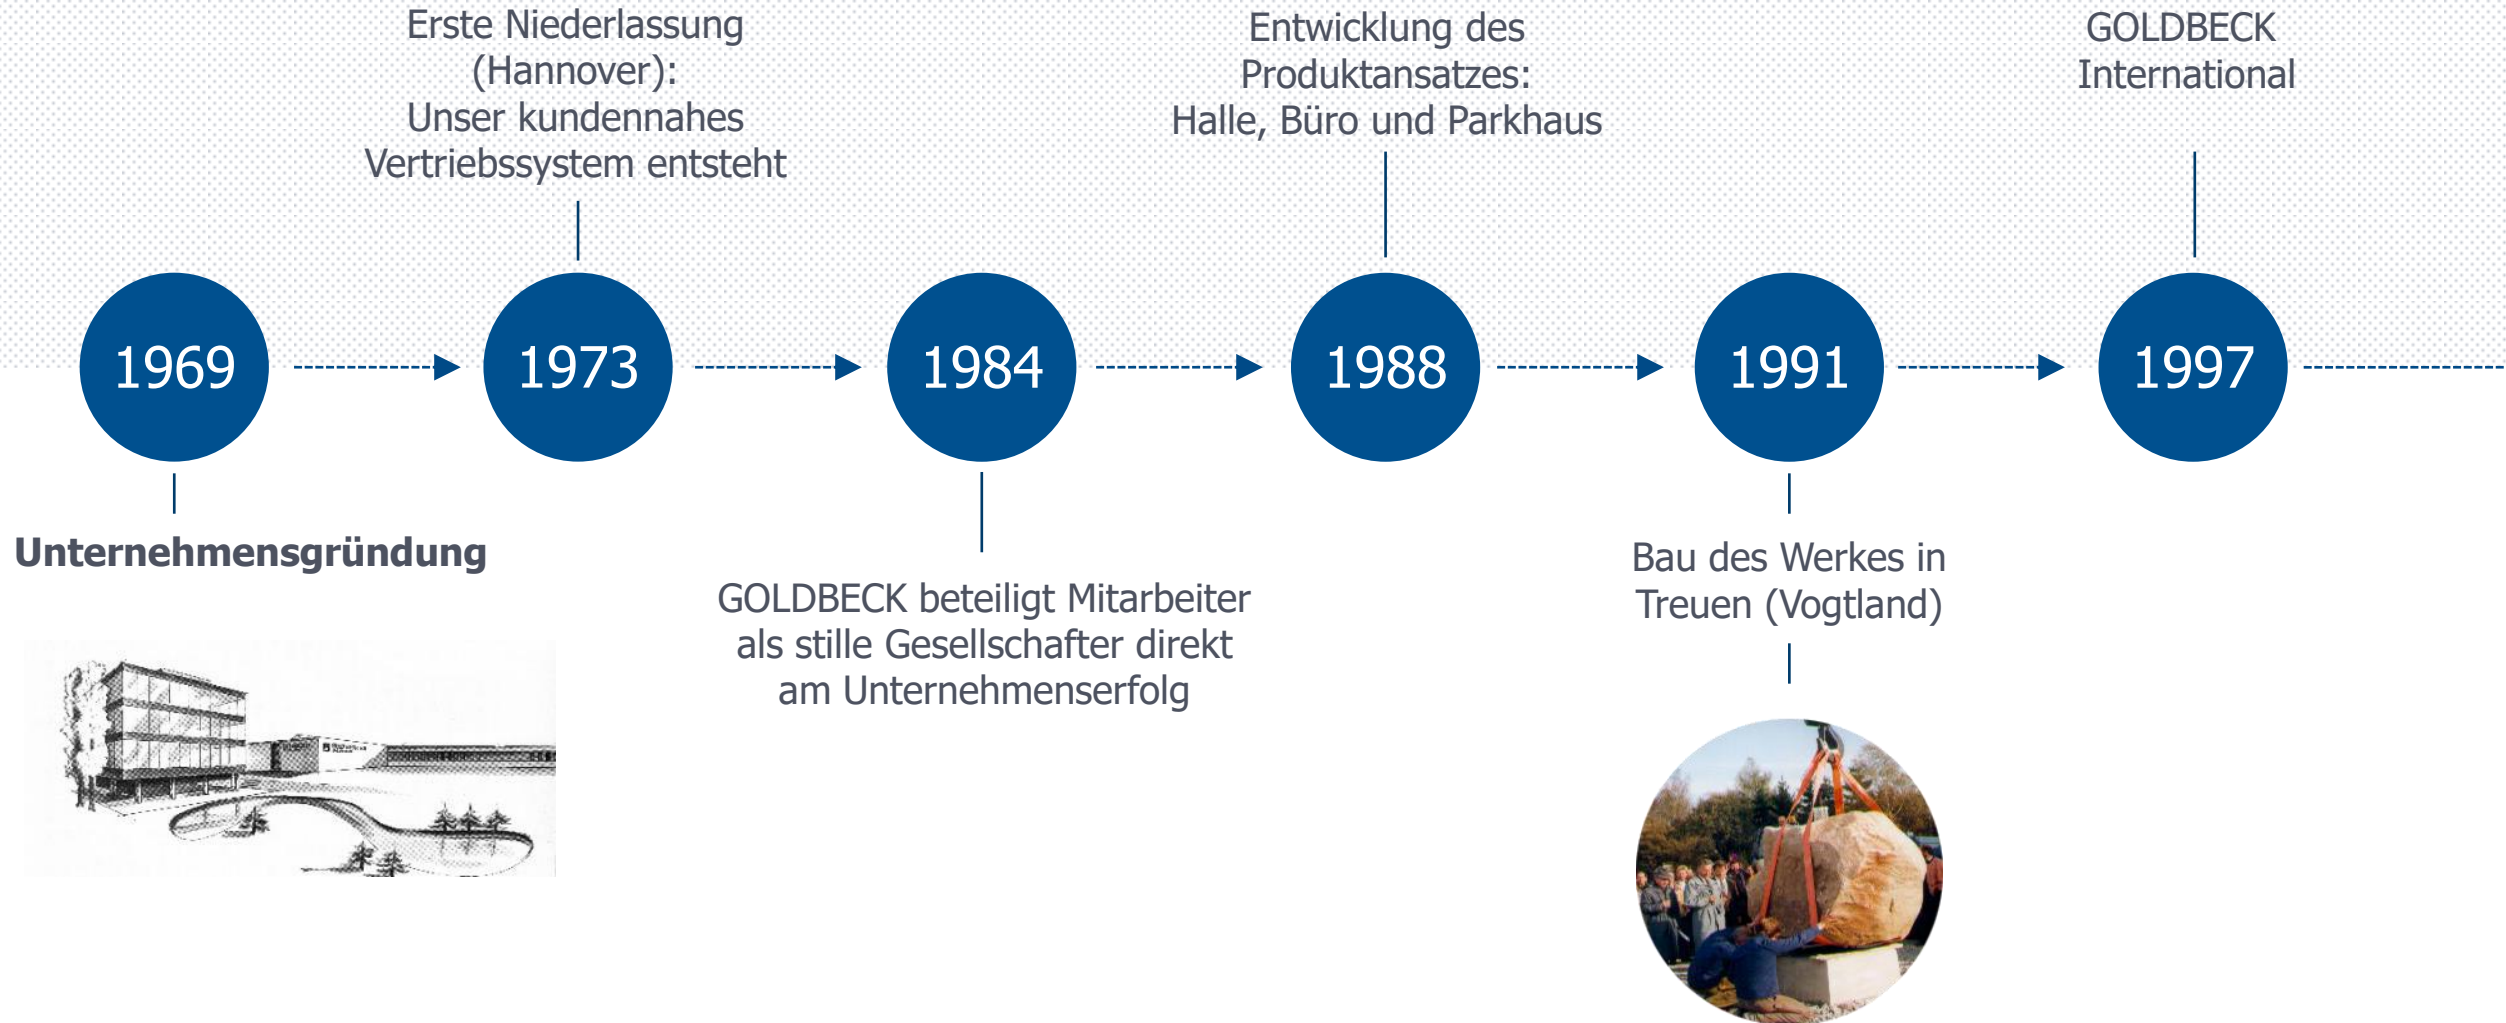 Erste Niederlassung
(Hannover):
Unser kundennahes
Vertriebssystem entsteht
Entwicklung des
Produktansatzes:
Halle, Büro und Parkhaus
GOLDBECK
International
1969
1973
1984
1988
1991
1997
Unternehmensgründung
GOLDBECK beteiligt Mitarbeiter
als stille Gesellschafter direkt
am Unternehmenserfolg
Bau des Werkes in
Treuen (Vogtland)